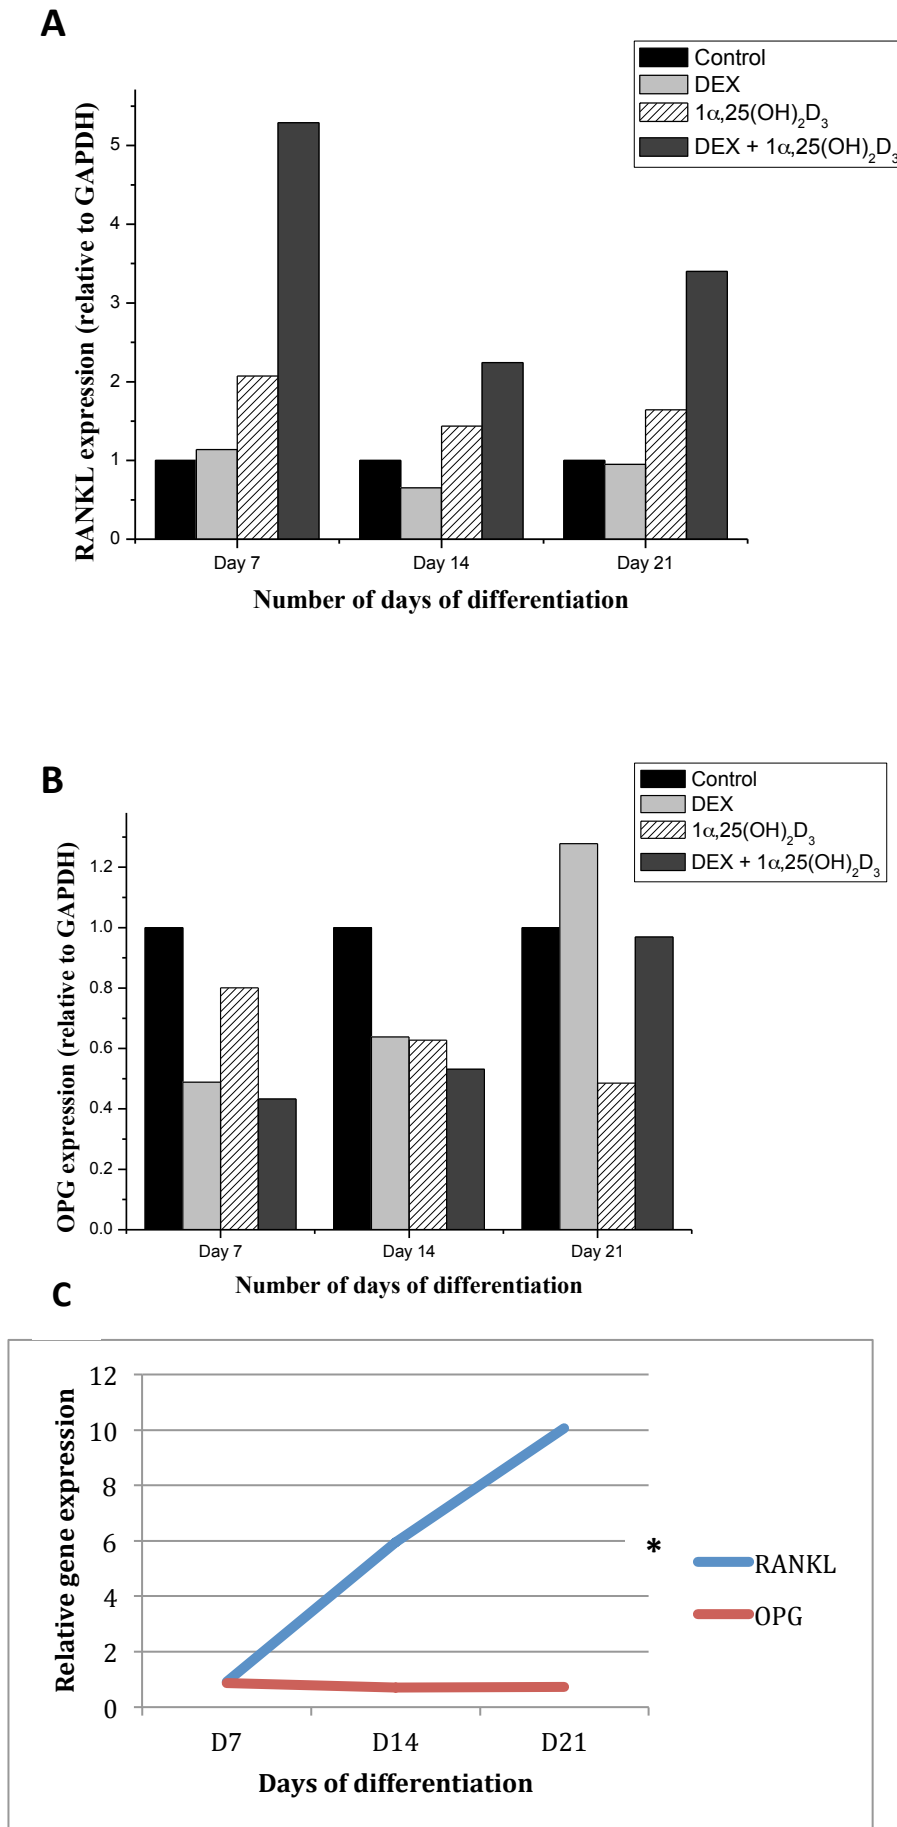 A
Control
DEX
1α,25(OH)₂D₃
DEX + 1α,25(OH)₂D₃
RANKL expression (relative to GAPDH)
5
4
3
2
1
0
Day 7 Day 14 Day 21
Number of days of differentiation
B
Control
DEX
1α,25(OH)₂D₃
DEX + 1α,25(OH)₂D₃
OPG expression (relative to GAPDH)
1.2
1.0
0.8
0.6
0.4
0.2
0.0
Day 7 Day 14 Day 21
Number of days of differentiation
C
Relative gene expression
12
10
8
6
4
2
0
*
RANKL
OPG
D7 D14 D21
Days of differentiation